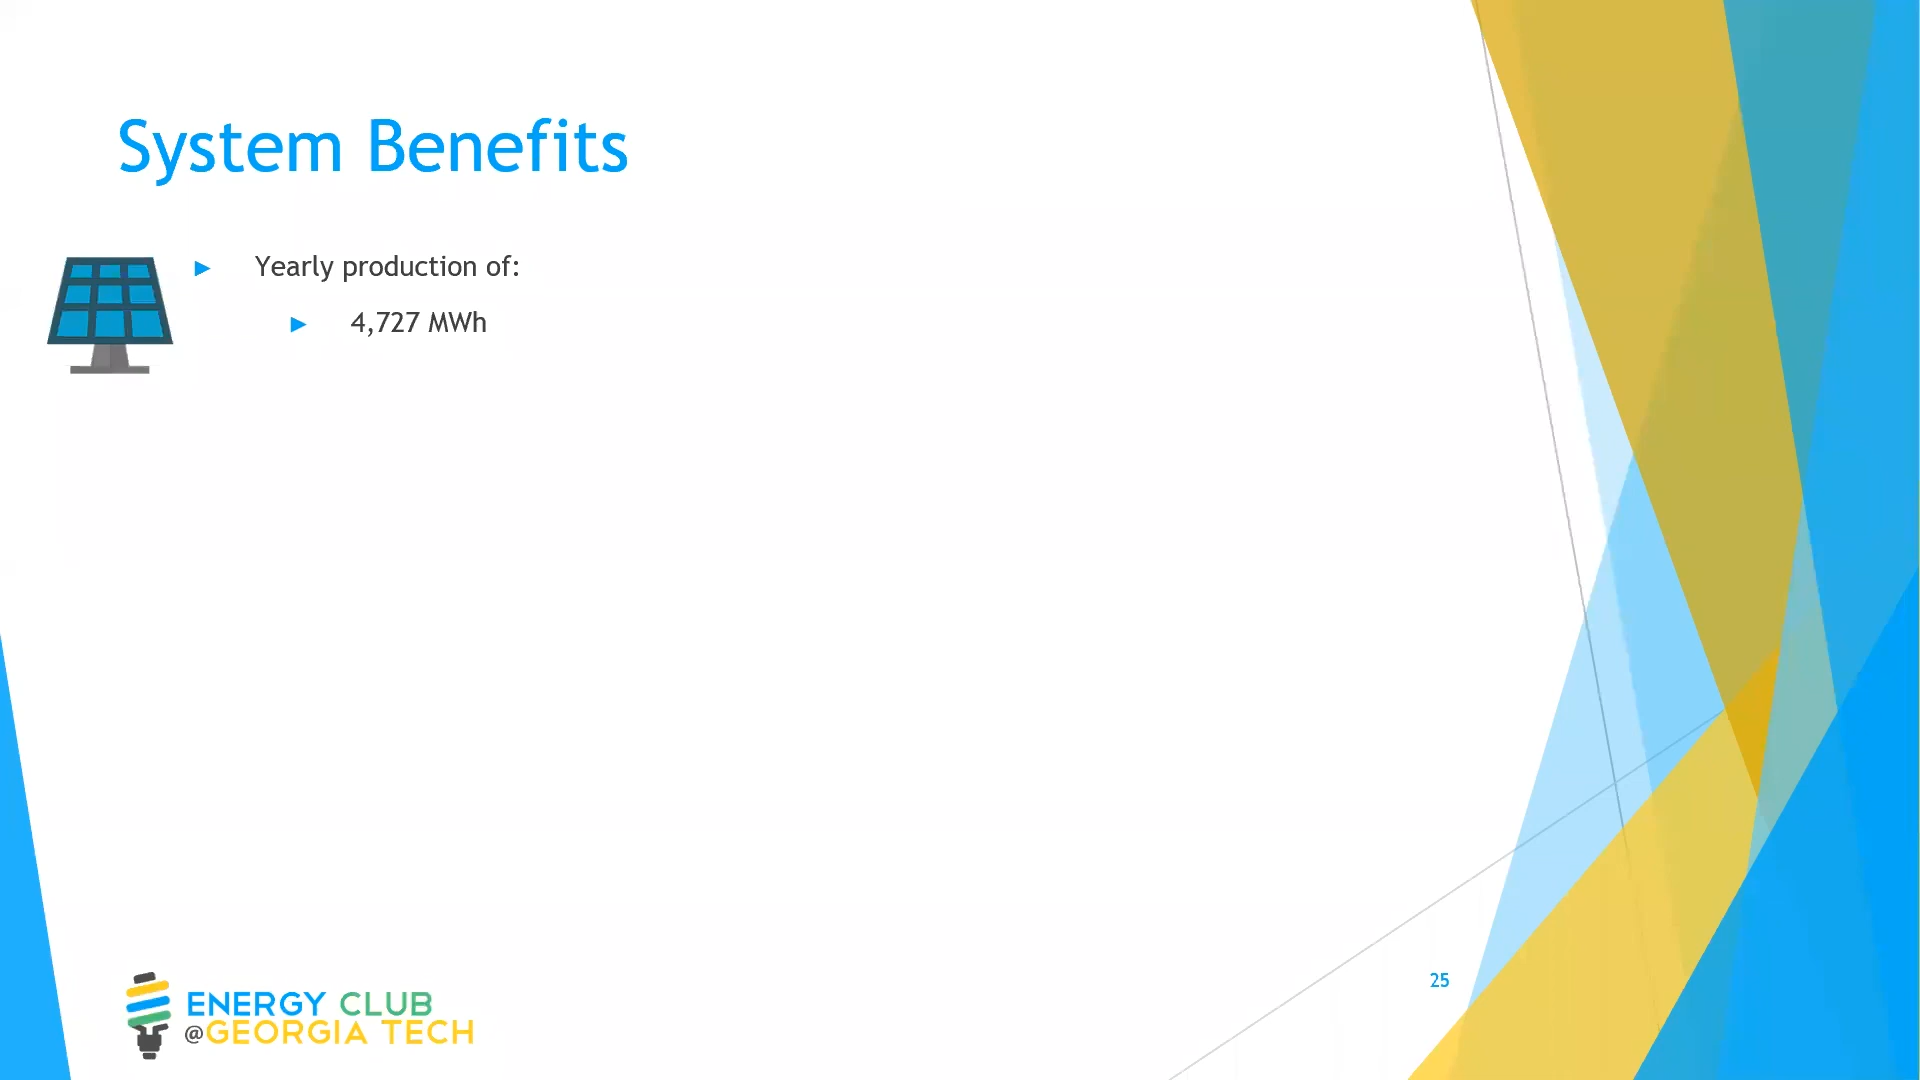 System Benefits
► Yearly production of:
► 4,727 MWh
25
ENERGY CLUB
@GEORGIA TECH